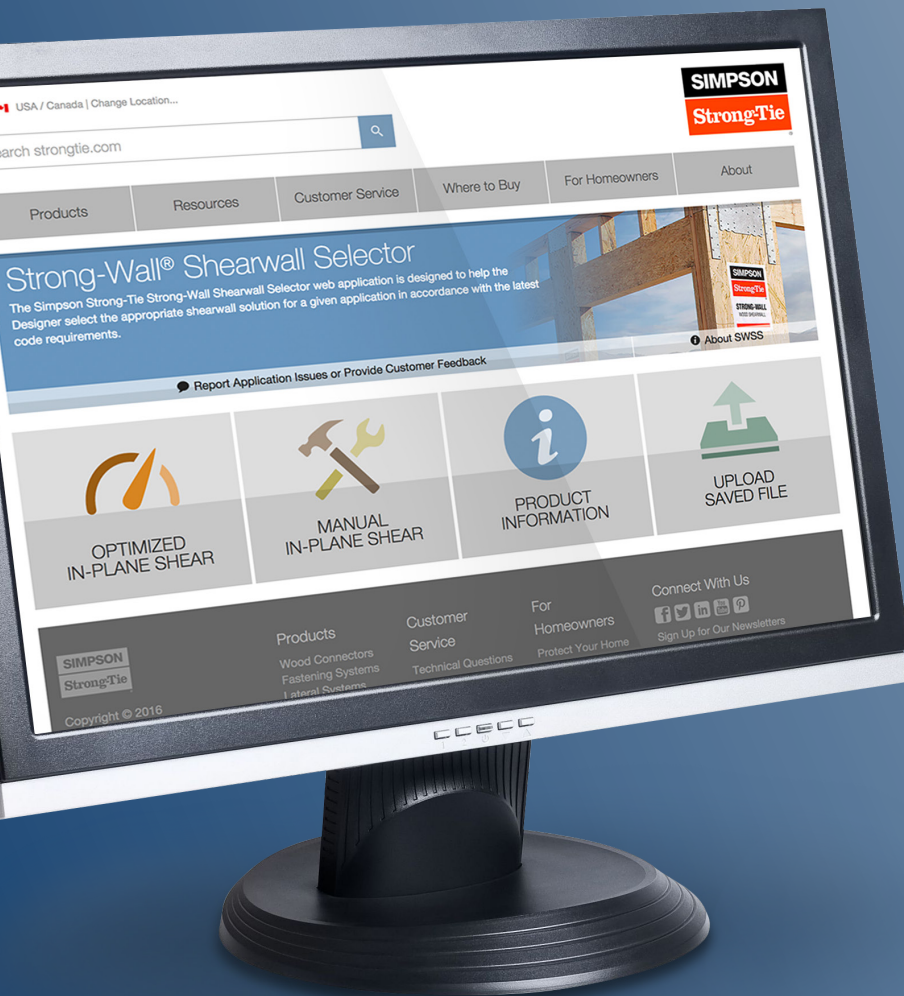 USA / Canada | Change Location...
search strongtie.com
SIMPSON
Strong-Tie
Products
Resources
Customer Service
Where to Buy
For Homeowners
About
Strong-Wall® Shearwall Selector
The Simpson Strong-Tie Strong-Wall Shearwall Selector web application is designed to help the
Designer select the appropriate shearwall solution for a given application in accordance with the latest
code requirements.
SIMPSON
Strong-Tie
STRONG-WALL
WOOD SHEARWALL
Report Application Issues or Provide Customer Feedback
About SWSS
OPTIMIZED
IN-PLANE SHEAR
MANUAL
IN-PLANE SHEAR
PRODUCT
INFORMATION
UPLOAD
SAVED FILE
SIMPSON
Strong-Tie
Copyright © 2016
Products
Wood Connectors
Fastening Systems
Lateral Systems
Customer
Service
Technical Questions
For
Homeowners
Protect Your Home
Connect With Us
Sign Up for Our Newsletters